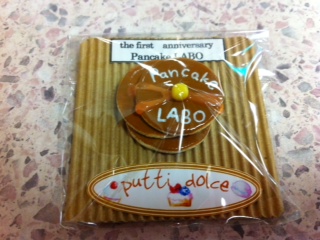 the first anniversary
Pancake LABO
Pancake
LABO
putti dolce